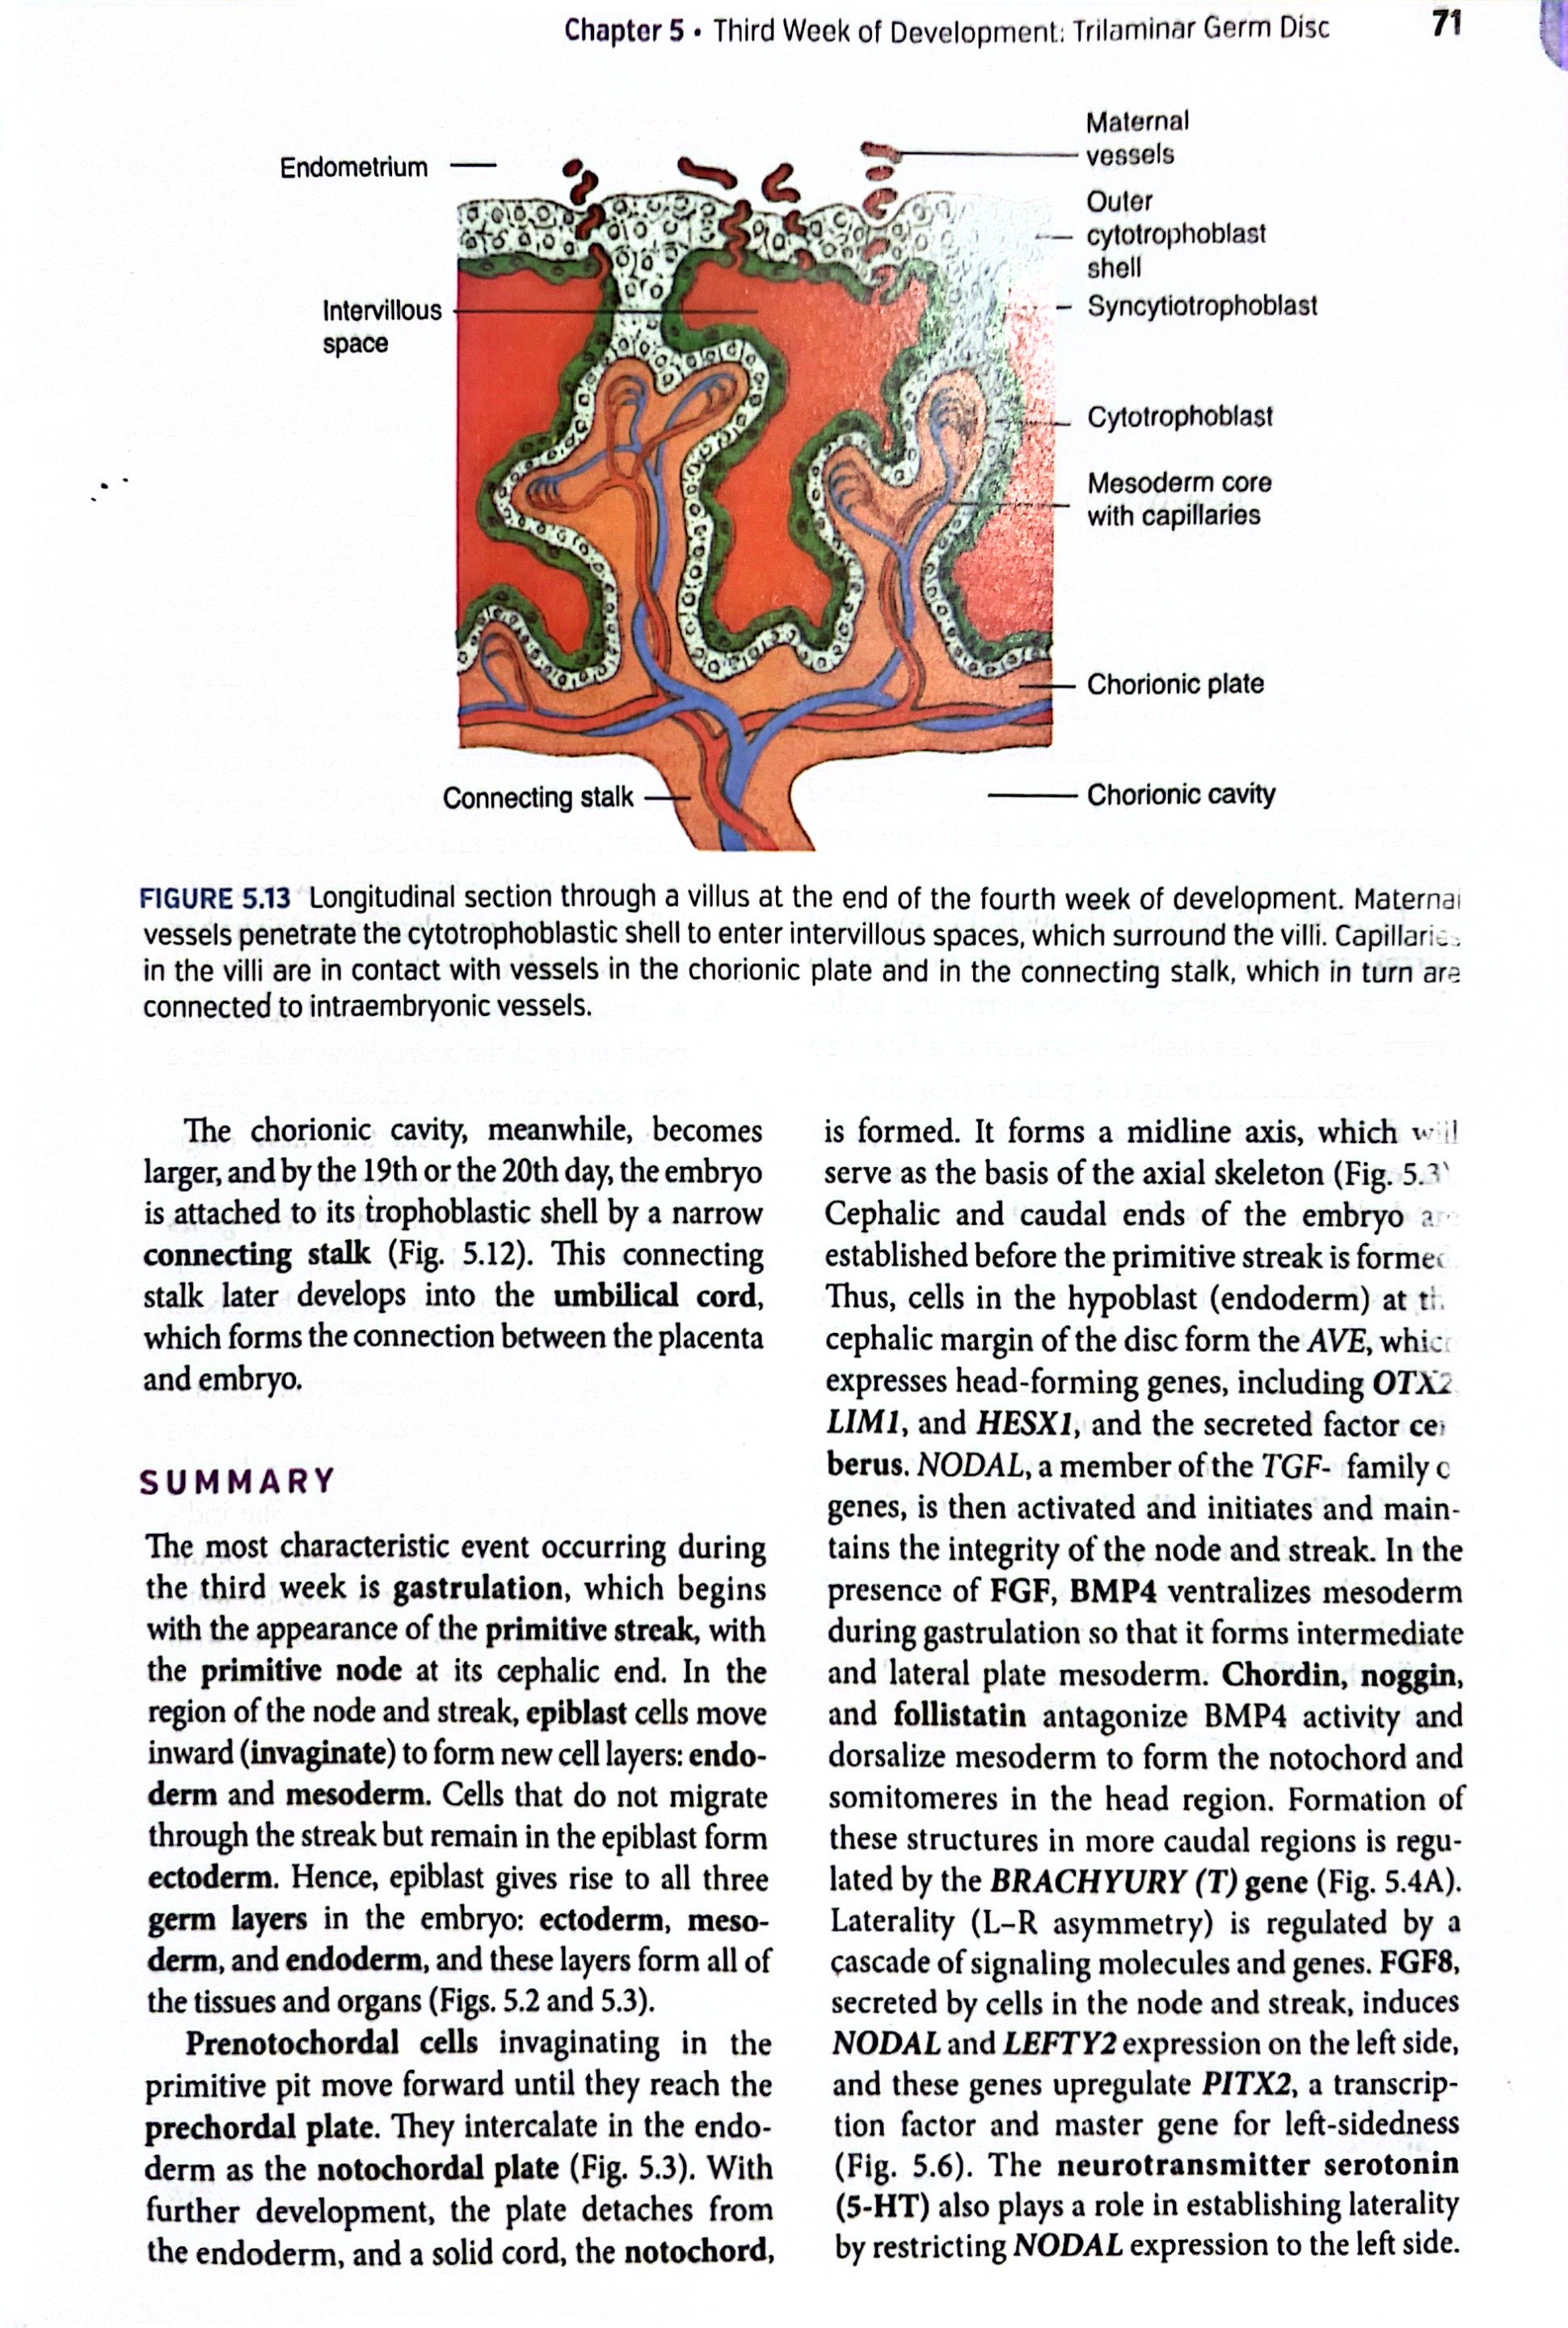 Chapter 5 • Third Week of Development: Trilaminar Germ Disc 71
Endometrium
Intervillous
space
Connecting stalk
Maternal
vessels
Outer
cytotrophoblast
shell
Syncytiotrophoblast
Cytotrophoblast
Mesoderm core
with capillaries
Chorionic plate
Chorionic cavity
FIGURE 5.13 Longitudinal section through a villus at the end of the fourth week of development. Maternal
vessels penetrate the cytotrophoblastic shell to enter intervillous spaces, which surround the villi. Capillaries
in the villi are in contact with vessels in the chorionic plate and in the connecting stalk, which in turn are
connected to intraembryonic vessels.
The chorionic cavity, meanwhile, becomes
larger, and by the 19th or the 20th day, the embryo
is attached to its trophoblastic shell by a narrow
connecting stalk (Fig. 5.12). This connecting
stalk later develops into the umbilical cord,
which forms the connection between the placenta
and embryo.
SUMMARY
The most characteristic event occurring during
the third week is gastrulation, which begins
with the appearance of the primitive streak, with
the primitive node at its cephalic end. In the
region of the node and streak, epiblast cells move
inward (invaginate) to form new cell layers: endo-
derm and mesoderm. Cells that do not migrate
through the streak but remain in the epiblast form
ectoderm. Hence, epiblast gives rise to all three
germ layers in the embryo: ectoderm, meso-
derm, and endoderm, and these layers form all of
the tissues and organs (Figs. 5.2 and 5.3).
Prenotochordal cells invaginating in the
primitive pit move forward until they reach the
prechordal plate. They intercalate in the endo-
derm as the notochordal plate (Fig. 5.3). With
further development, the plate detaches from
the endoderm, and a solid cord, the notochord,
is formed. It forms a midline axis, which will
serve as the basis of the axial skeleton (Fig. 5.3)
Cephalic and caudal ends of the embryo are
established before the primitive streak is formed
Thus, cells in the hypoblast (endoderm) at the
cephalic margin of the disc form the AVE, which
expresses head-forming genes, including OTX2
LIM1, and HESX1, and the secreted factor cer
berus. NODAL, a member of the TGF- family o
genes, is then activated and initiates and main-
tains the integrity of the node and streak. In the
presence of FGF, BMP4 ventralizes mesoderm
during gastrulation so that it forms intermediate
and lateral plate mesoderm. Chordin, noggin,
and follistatin antagonize BMP4 activity and
dorsalize mesoderm to form the notochord and
somitomeres in the head region. Formation of
these structures in more caudal regions is regu-
lated by the BRACHYURY (T) gene (Fig. 5.4A).
Laterality (L–R asymmetry) is regulated by a
cascade of signaling molecules and genes. FGF8,
secreted by cells in the node and streak, induces
NODAL and LEFTY2 expression on the left side,
and these genes upregulate PITX2, a transcrip-
tion factor and master gene for left-sidedness
(Fig. 5.6). The neurotransmitter serotonin
(5-HT) also plays a role in establishing laterality
by restricting NODAL expression to the left side.